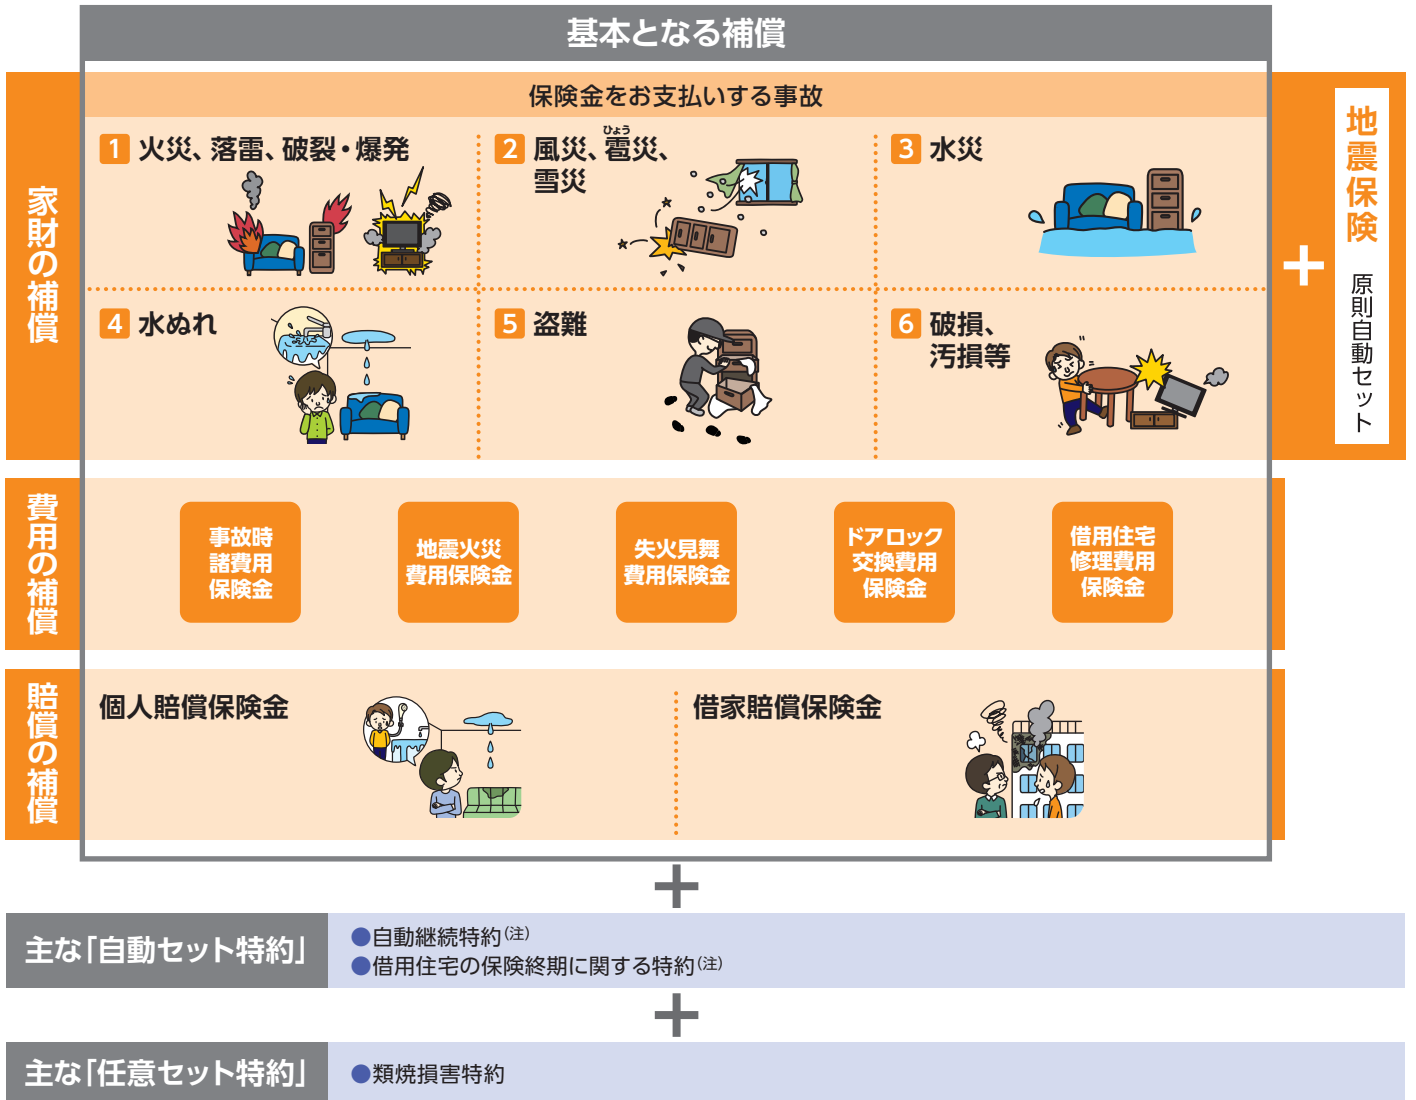 基本となる補償
保険金をお支払いする事故
家財の補償
1 火災、落雷、破裂・爆発
2 風災、雹災、
ひょう
雪災
3 水災
4 水ぬれ
5 盗難
6 破損、
汚損等
地震保険 原則自動セット
費用の補償
事故時
諸費用
保険金
地震火災
費用保険金
失火見舞
費用保険金
ドアロック
交換費用
保険金
借用住宅
修理費用
保険金
賠償の補償
個人賠償保険金
借家賠償保険金
主な「自動セット特約」
●自動継続特約(注)
●借用住宅の保険終期に関する特約(注)
主な「任意セット特約」
●類焼損害特約